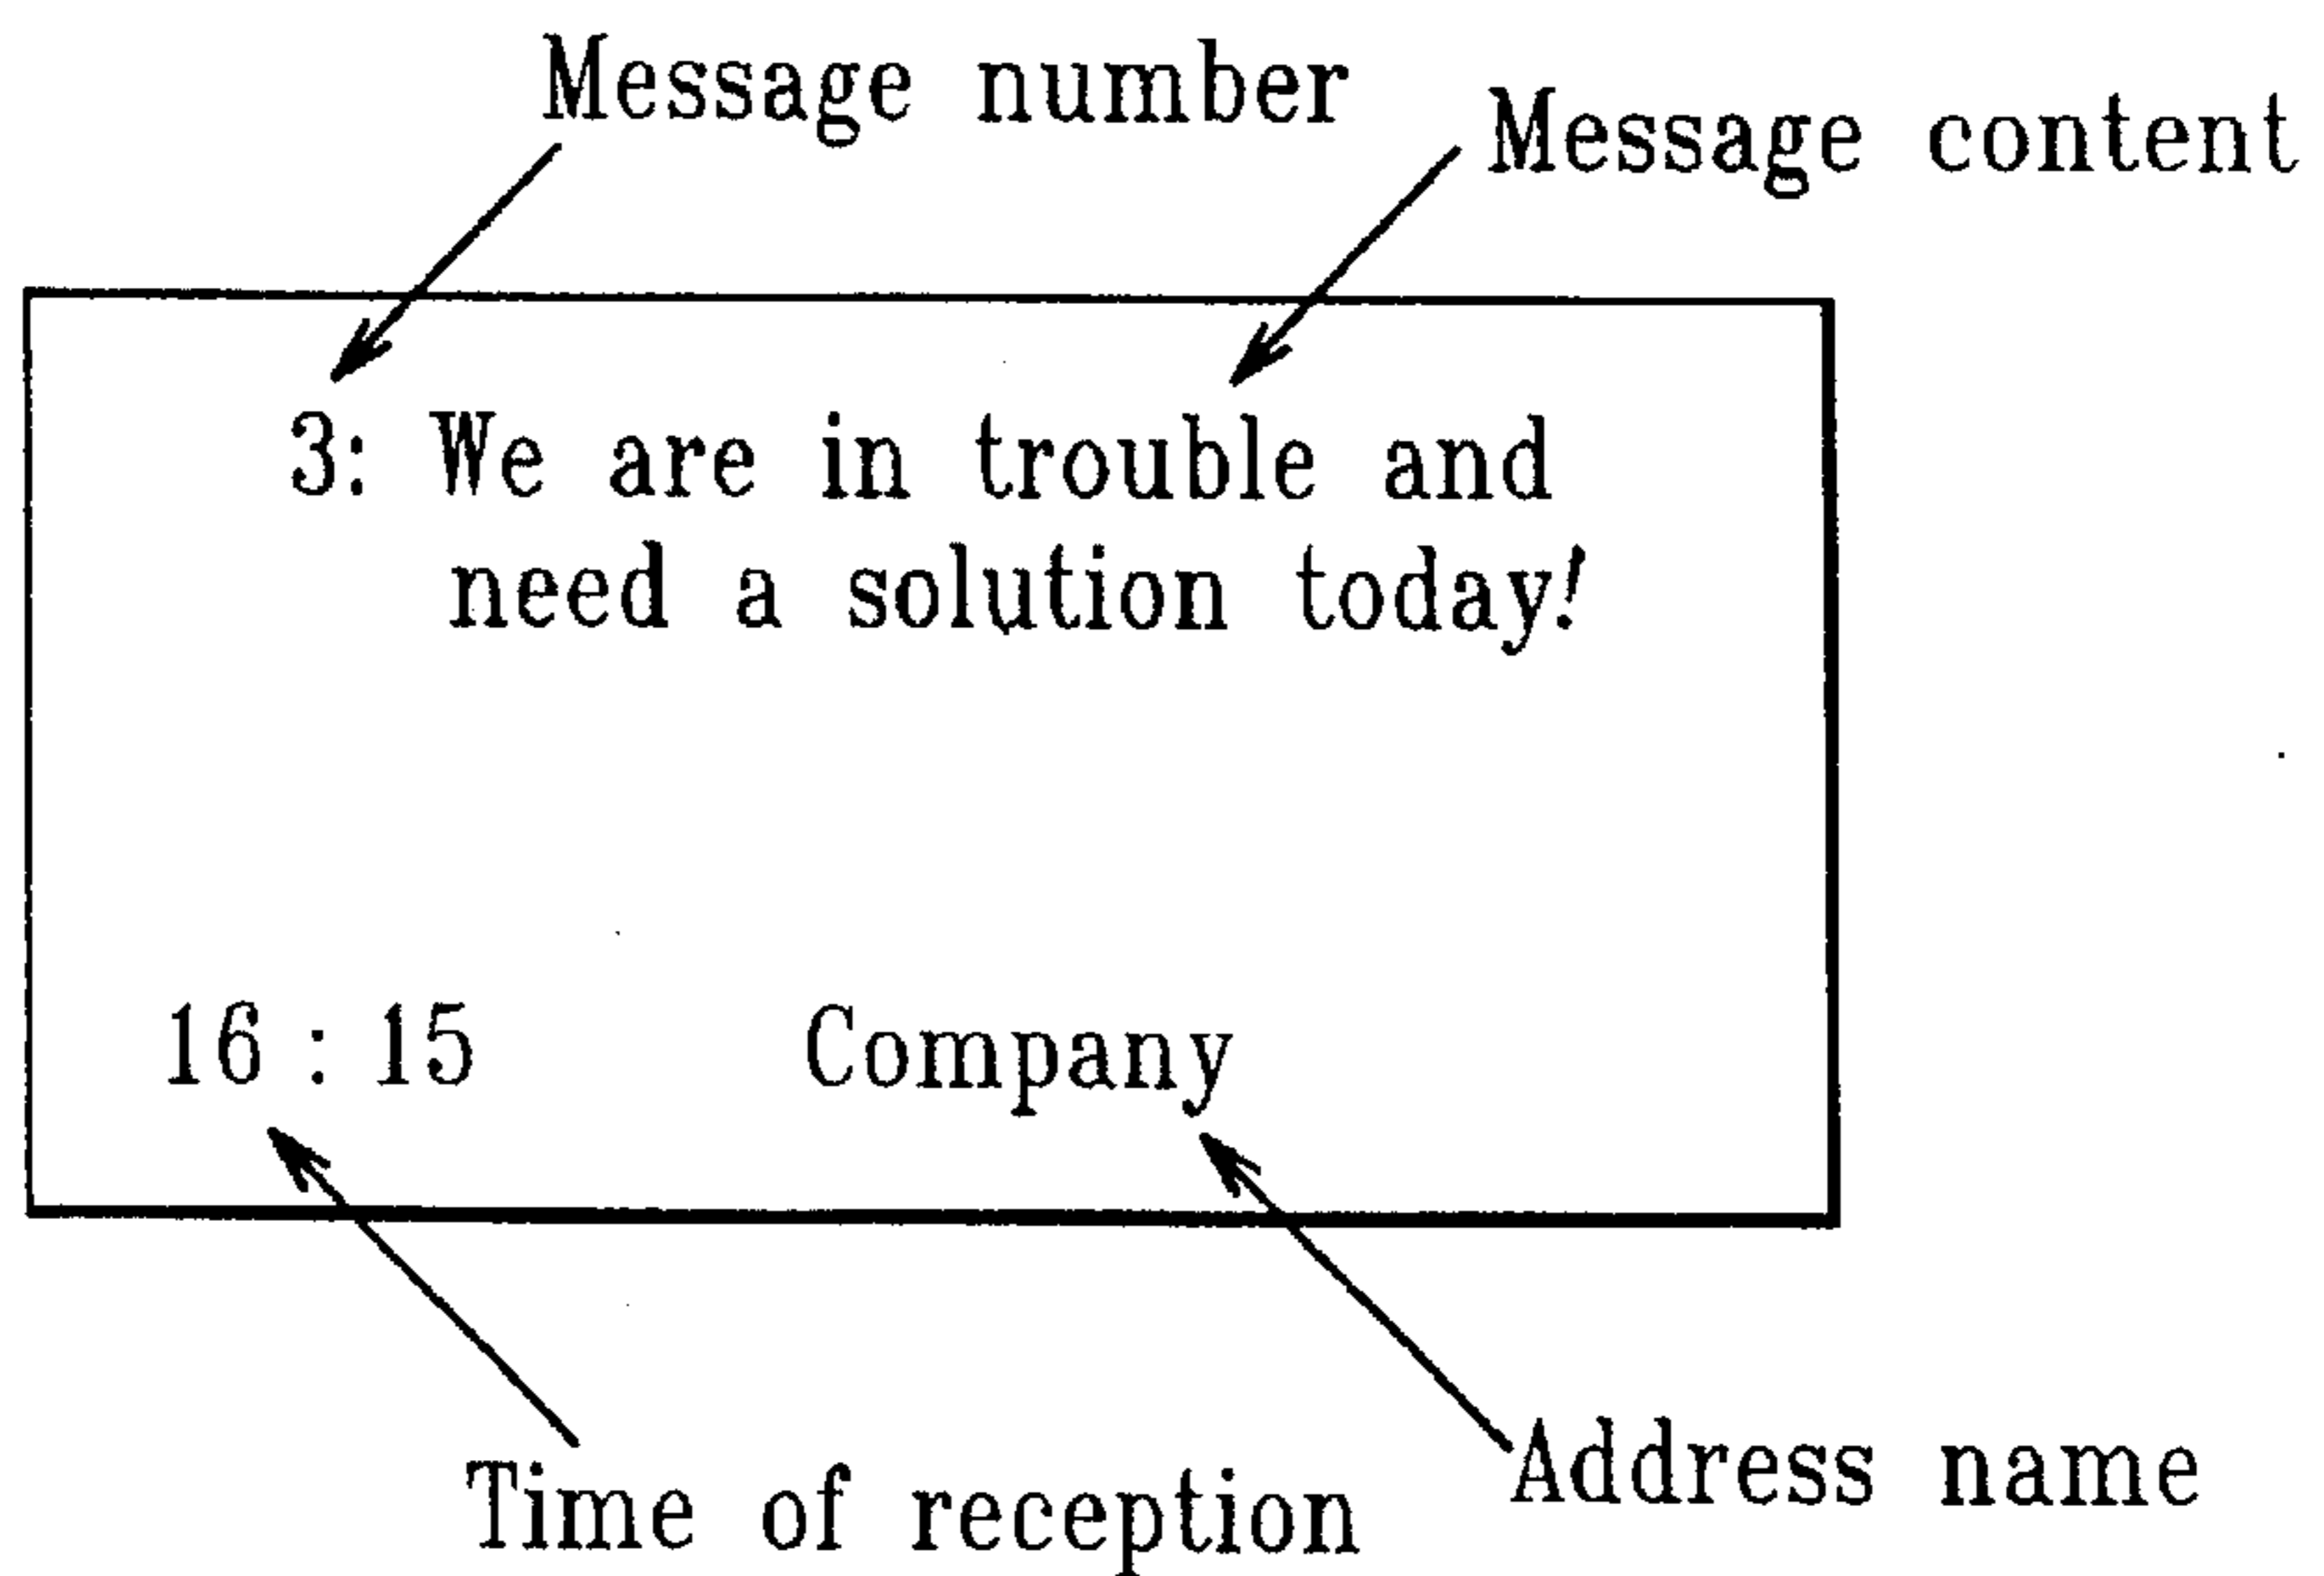 Message number
Message content
3: We are in trouble and
need a solution today!
16 : 15 Company
Time of reception
Address name